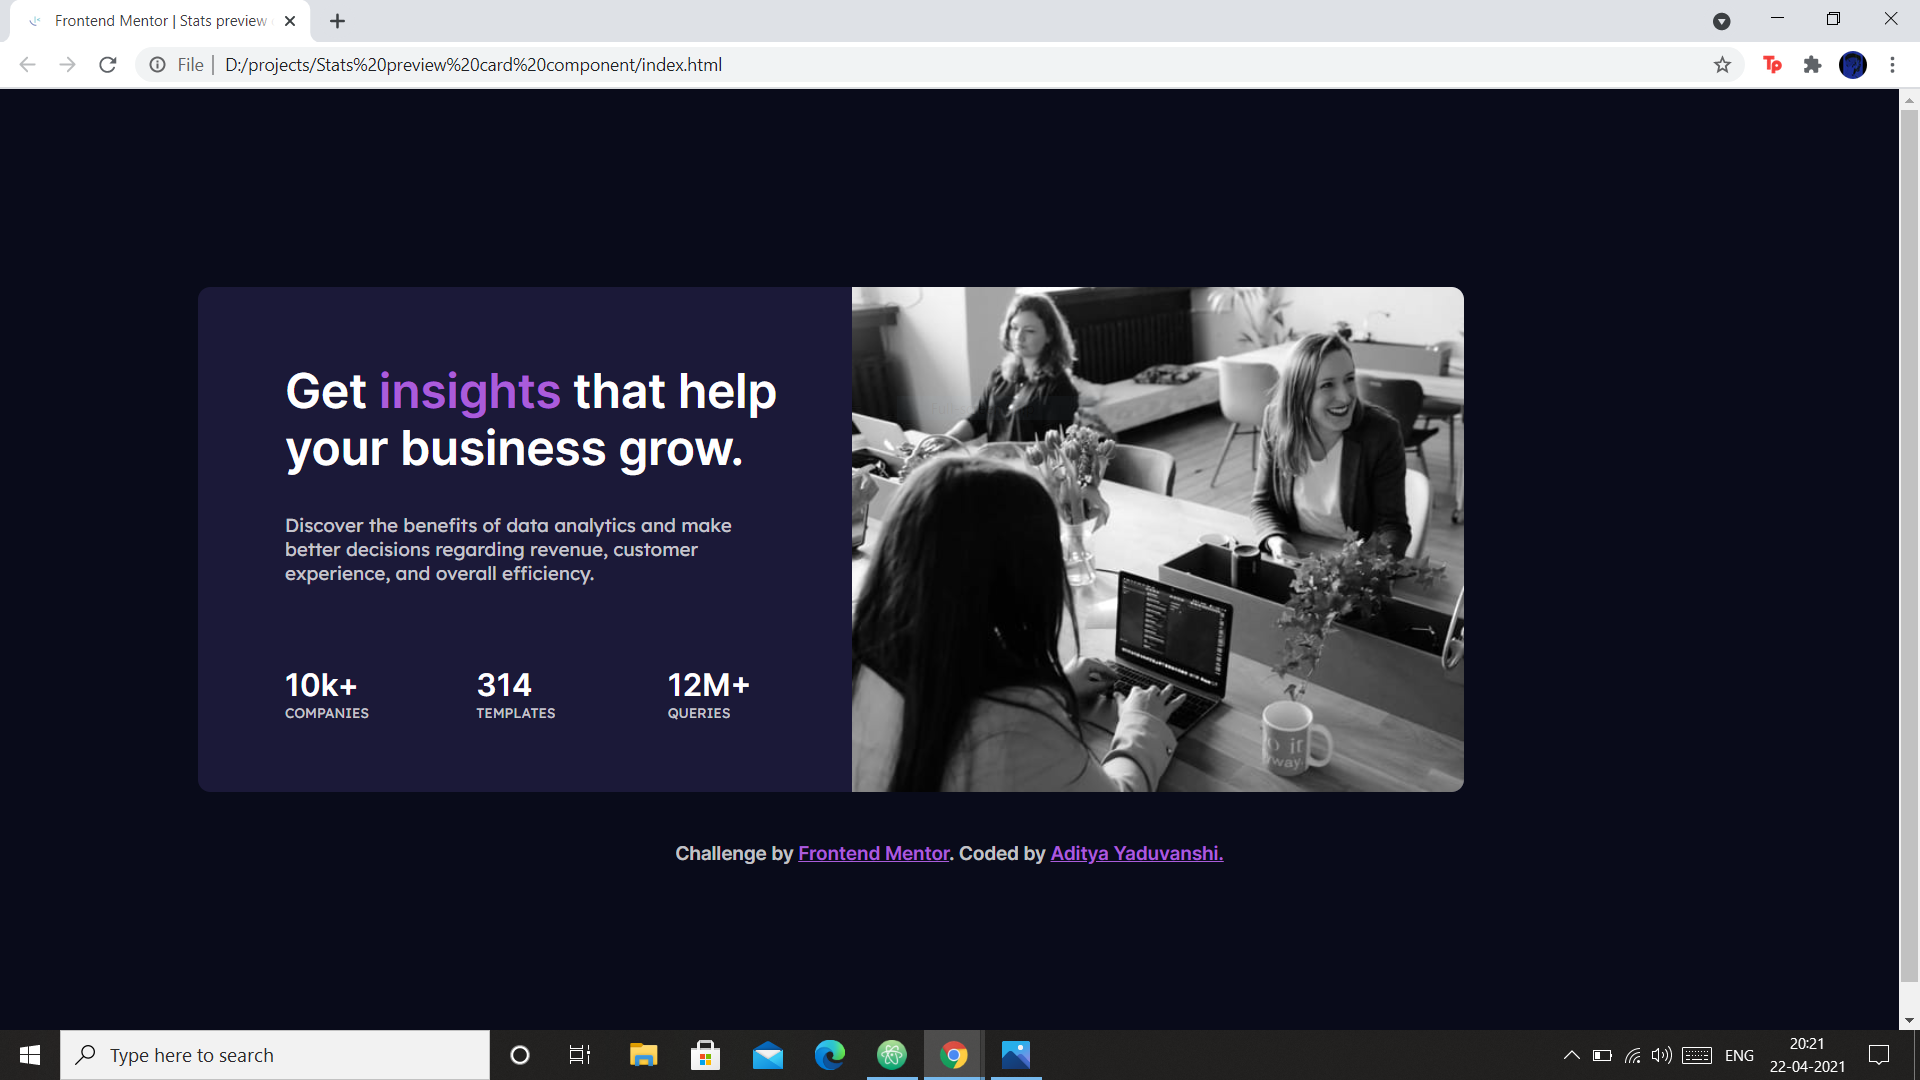 Frontend Mentor | Stats preview
File | D:/projects/Stats%20preview%20card%20component/index.html
Tp
Get insights that help
your business grow.
Discover the benefits of data analytics and make
better decisions regarding revenue, customer
experience, and overall efficiency.
10k+ 314 12M+
COMPANIES TEMPLATES QUERIES
Challenge by Frontend Mentor. Coded by Aditya Yaduvanshi.
Type here to search
ENG
20:21
22-04-2021